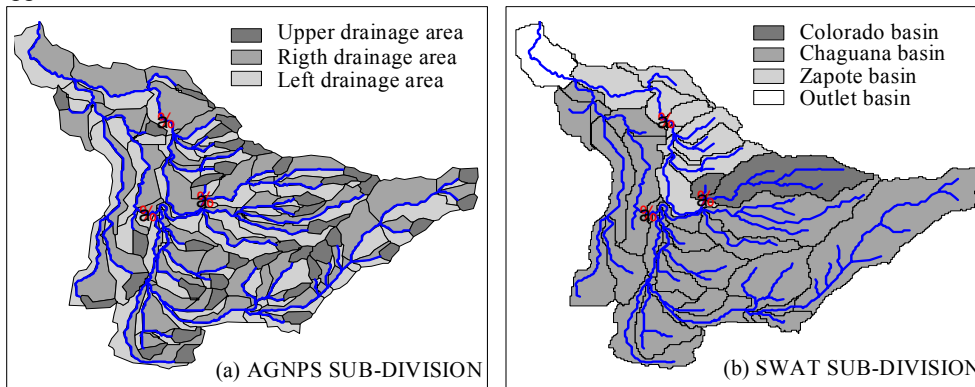 Upper drainage area
Rigth drainage area
Left drainage area
(a) AGNPS SUB-DIVISION
Colorado basin
Chaguana basin
Zapote basin
Outlet basin
(b) SWAT SUB-DIVISION